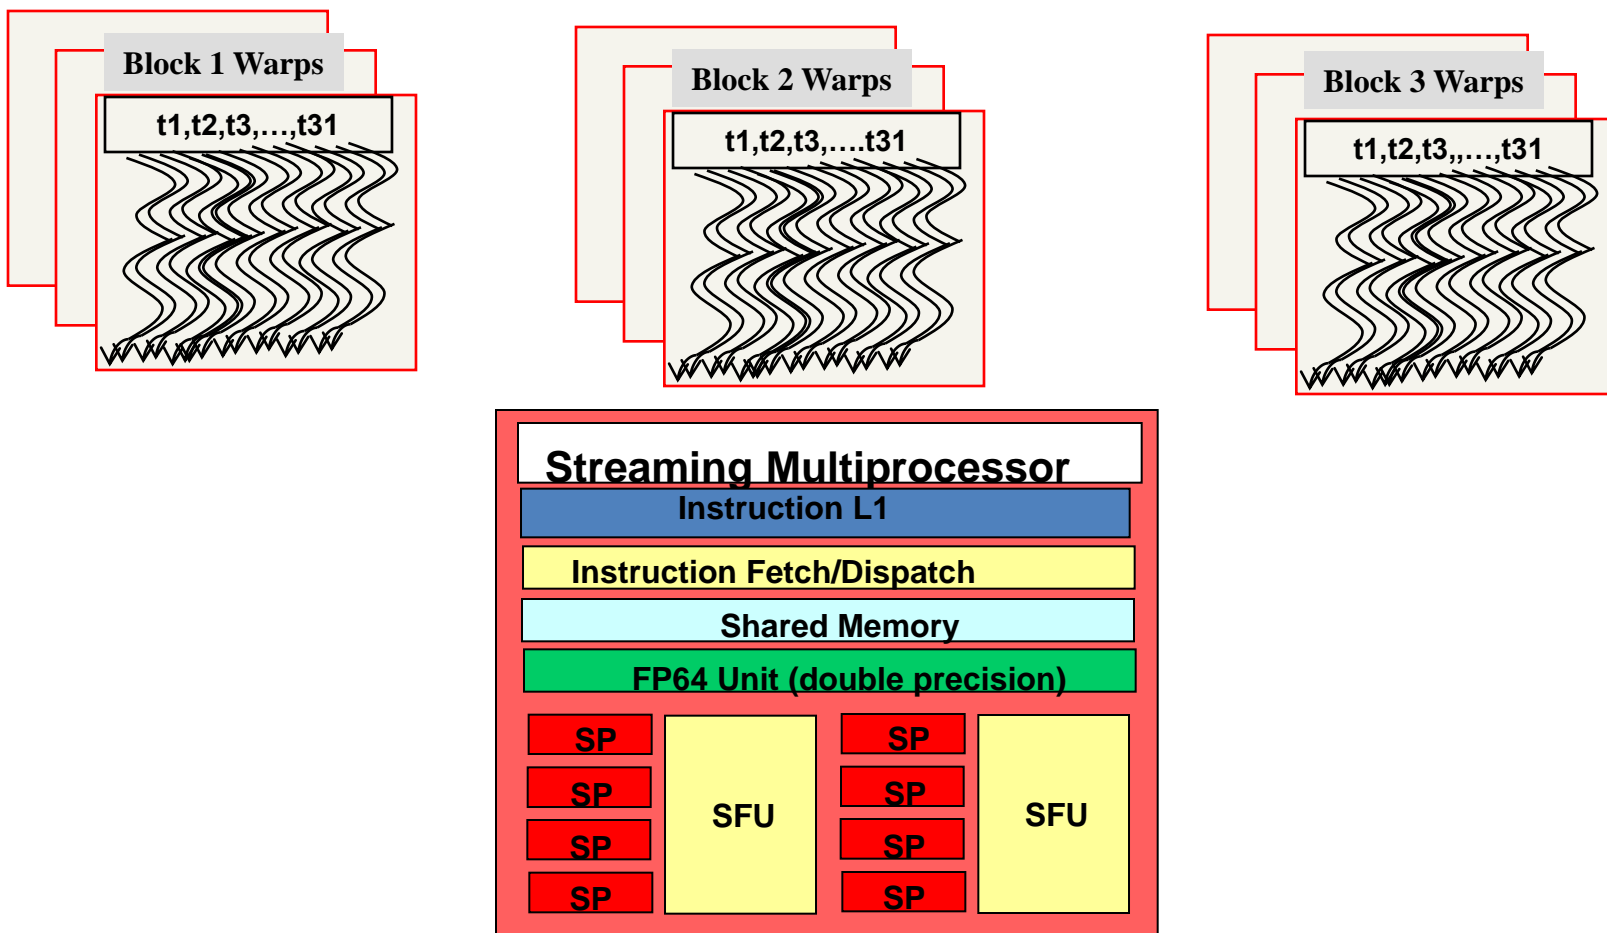 Block 1 Warps
t1,t2,t3,…,t31
Block 2 Warps
t1,t2,t3,….t31
Block 3 Warps
t1,t2,t3,,…,t31
Streaming Multiprocessor
Instruction L1
Instruction Fetch/Dispatch
Shared Memory
FP64 Unit (double precision)
SP
SP
SP
SP
SFU
SP
SP
SP
SP
SFU